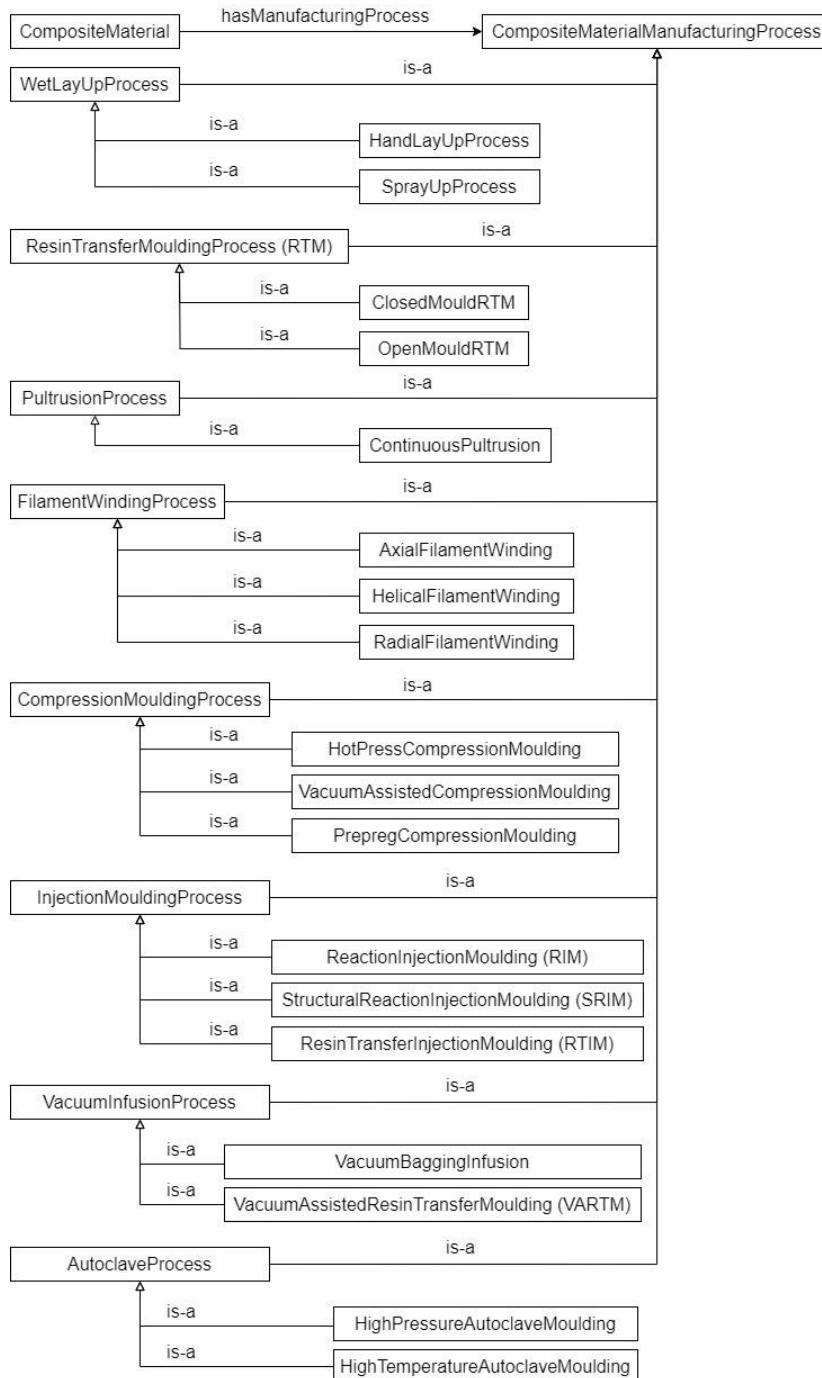 hasManufacturingProcess
CompositeMaterial
CompositeMaterialManufacturingProcess
is-a
WetLayUpProcess
is-a
HandLayUpProcess
is-a
SprayUpProcess
is-a
ResinTransferMouldingProcess (RTM)
is-a
ClosedMouldRTM
is-a
OpenMouldRTM
is-a
PultrusionProcess
is-a
ContinuousPultrusion
is-a
FilamentWindingProcess
is-a
AxialFilamentWinding
is-a
HelicalFilamentWinding
is-a
RadialFilamentWinding
is-a
CompressionMouldingProcess
is-a
HotPressCompressionMoulding
is-a
VacuumAssistedCompressionMoulding
is-a
PrepregCompressionMoulding
is-a
InjectionMouldingProcess
is-a
ReactionInjectionMoulding (RIM)
is-a
StructuralReactionInjectionMoulding (SRIM)
is-a
ResinTransferInjectionMoulding (RTIM)
is-a
VacuumInfusionProcess
is-a
VacuumBaggingInfusion
is-a
VacuumAssistedResinTransferMoulding (VARTM)
is-a
AutoclaveProcess
is-a
HighPressureAutoclaveMoulding
is-a
HighTemperatureAutoclaveMoulding